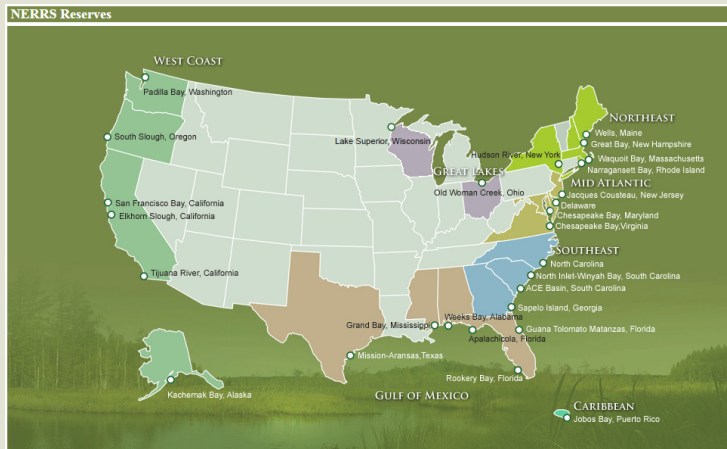 NERRS Reserves
WEST COAST
Padilla Bay, Washington
South Slough, Oregon
San Francisco Bay, California
Elkhorn Slough, California
Tijuana River, California
Kachemak Bay, Alaska
Lake Superior, Wisconsin
GREAT LAKES
Old Woman Creek, Ohio
NORTHEAST
Wells, Maine
Great Bay, New Hampshire
Hudson River, New York
Waquoit Bay, Massachusetts
Narragansett Bay, Rhode Island
MID ATLANTIC
Jacques Cousteau, New Jersey
Delaware
Chesapeake Bay, Maryland
Chesapeake Bay,Virginia
SOUTHEAST
North Carolina
North Inlet-Winyah Bay, South Carolina
ACE Basin, South Carolina
Sapelo Island, Georgia
Guana Tolomato Matanzas, Florida
Weeks Bay, Alabama
Grand Bay, Mississippi
Apalachicola, Florida
Mission-Aransas,Texas
Rookery Bay, Florida
GULF OF MEXICO
CARIBBEAN
Jobos Bay, Puerto Rico